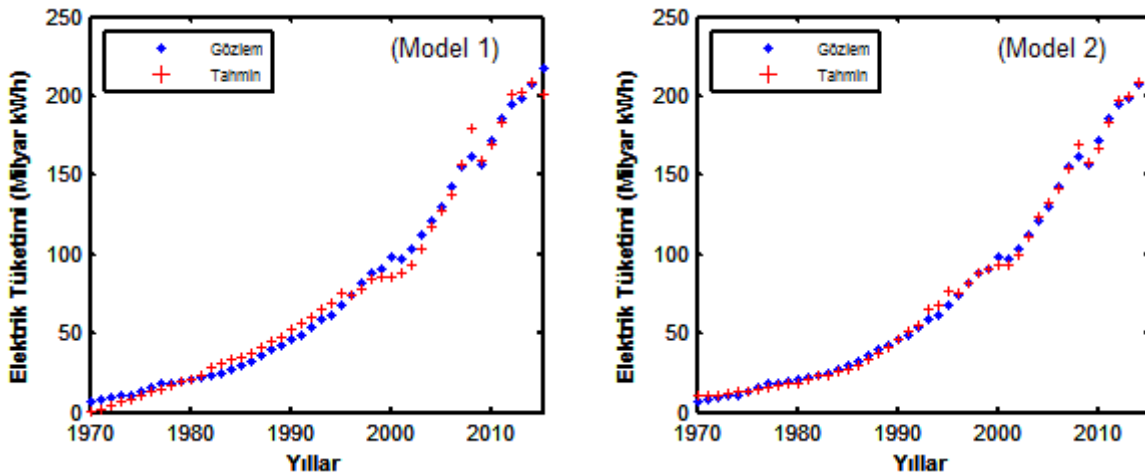 250
200
150
100
50
0
Elektrik Tüketimi (Milyar kWh)
Gözlem
Tahmin
(Model 1)
1970 1980 1990 2000 2010
Yıllar
250
200
150
100
50
0
Elektrik Tüketimi (Milyar kWh)
Gözlem
Tahmin
(Model 2)
1970 1980 1990 2000 2010
Yıllar